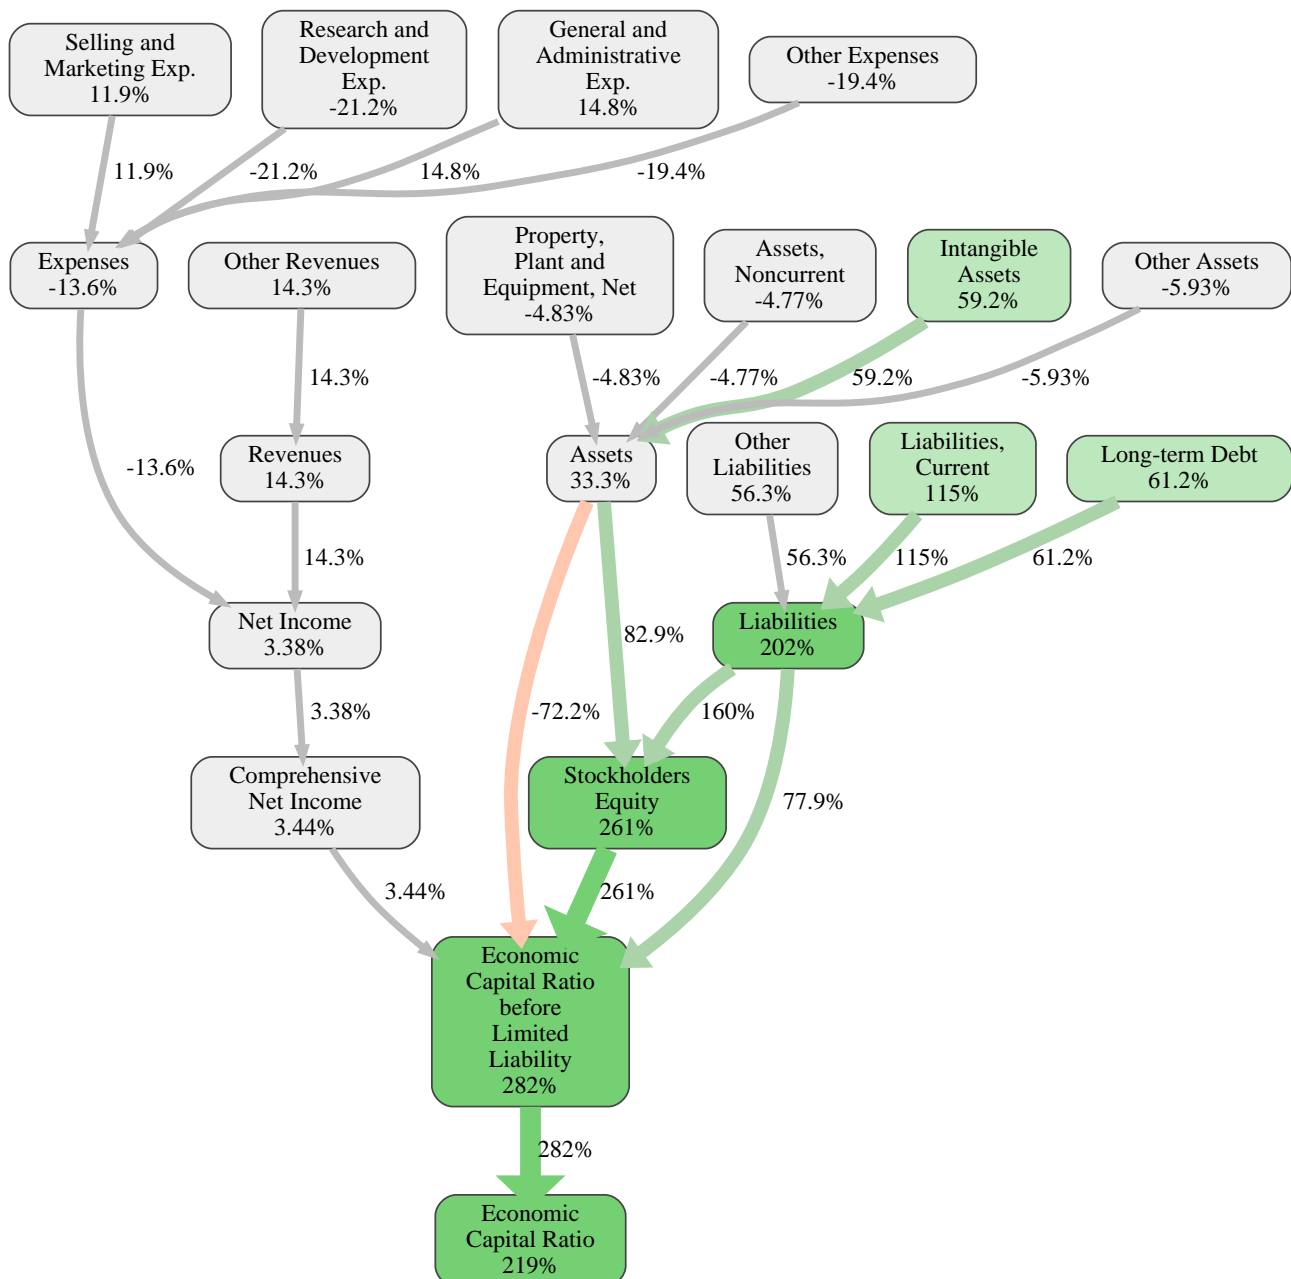 Selling and
Marketing Exp.
11.9%
Research and
Development
Exp.
-21.2%
General and
Administrative
Exp.
14.8%
Other Expenses
-19.4%
11.9%
-21.2%
14.8%
-19.4%
Expenses
-13.6%
Other Revenues
14.3%
Property,
Plant and
Equipment, Net
-4.83%
Assets,
Noncurrent
-4.77%
Intangible
Assets
59.2%
Other Assets
-5.93%
14.3%
-4.83%
-4.77%
59.2%
-5.93%
-13.6%
Revenues
14.3%
Assets
33.3%
Other
Liabilities
56.3%
Liabilities,
Current
115%
Long-term Debt
61.2%
14.3%
56.3%
115%
61.2%
Net Income
3.38%
82.9%
Liabilities
202%
3.38%
-72.2%
160%
Comprehensive
Net Income
3.44%
Stockholders
Equity
261%
77.9%
3.44%
261%
Economic
Capital Ratio
before
Limited
Liability
282%
282%
Economic
Capital Ratio
219%